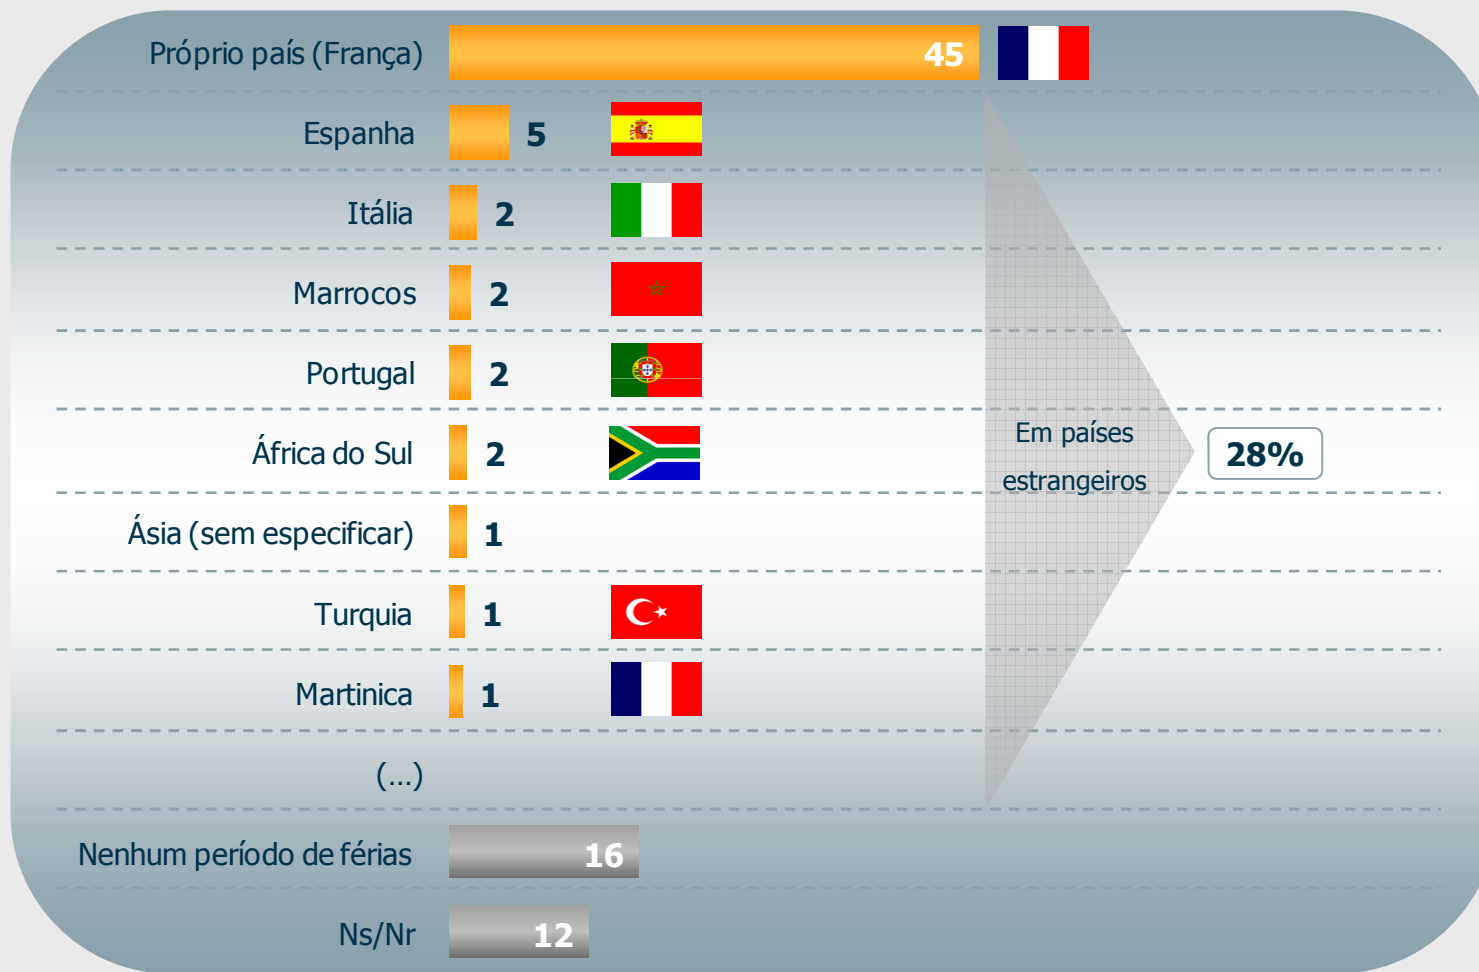 Próprio país (França) 45
Espanha 5
Itália 2
Marrocos 2
Portugal 2
África do Sul 2
Ásia (sem especificar) 1
Turquia 1
Martinica 1
(...)
Em países
estrangeiros
28%
Nenhum período de férias 16
Ns/Nr 12